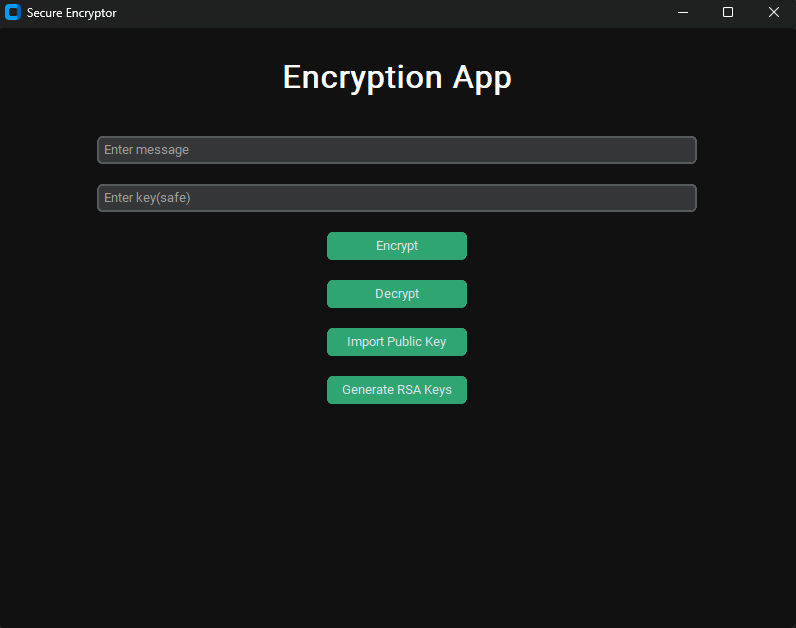 Secure Encryptor
Encryption App
Enter message
Enter key(safe)
Encrypt
Decrypt
Import Public Key
Generate RSA Keys